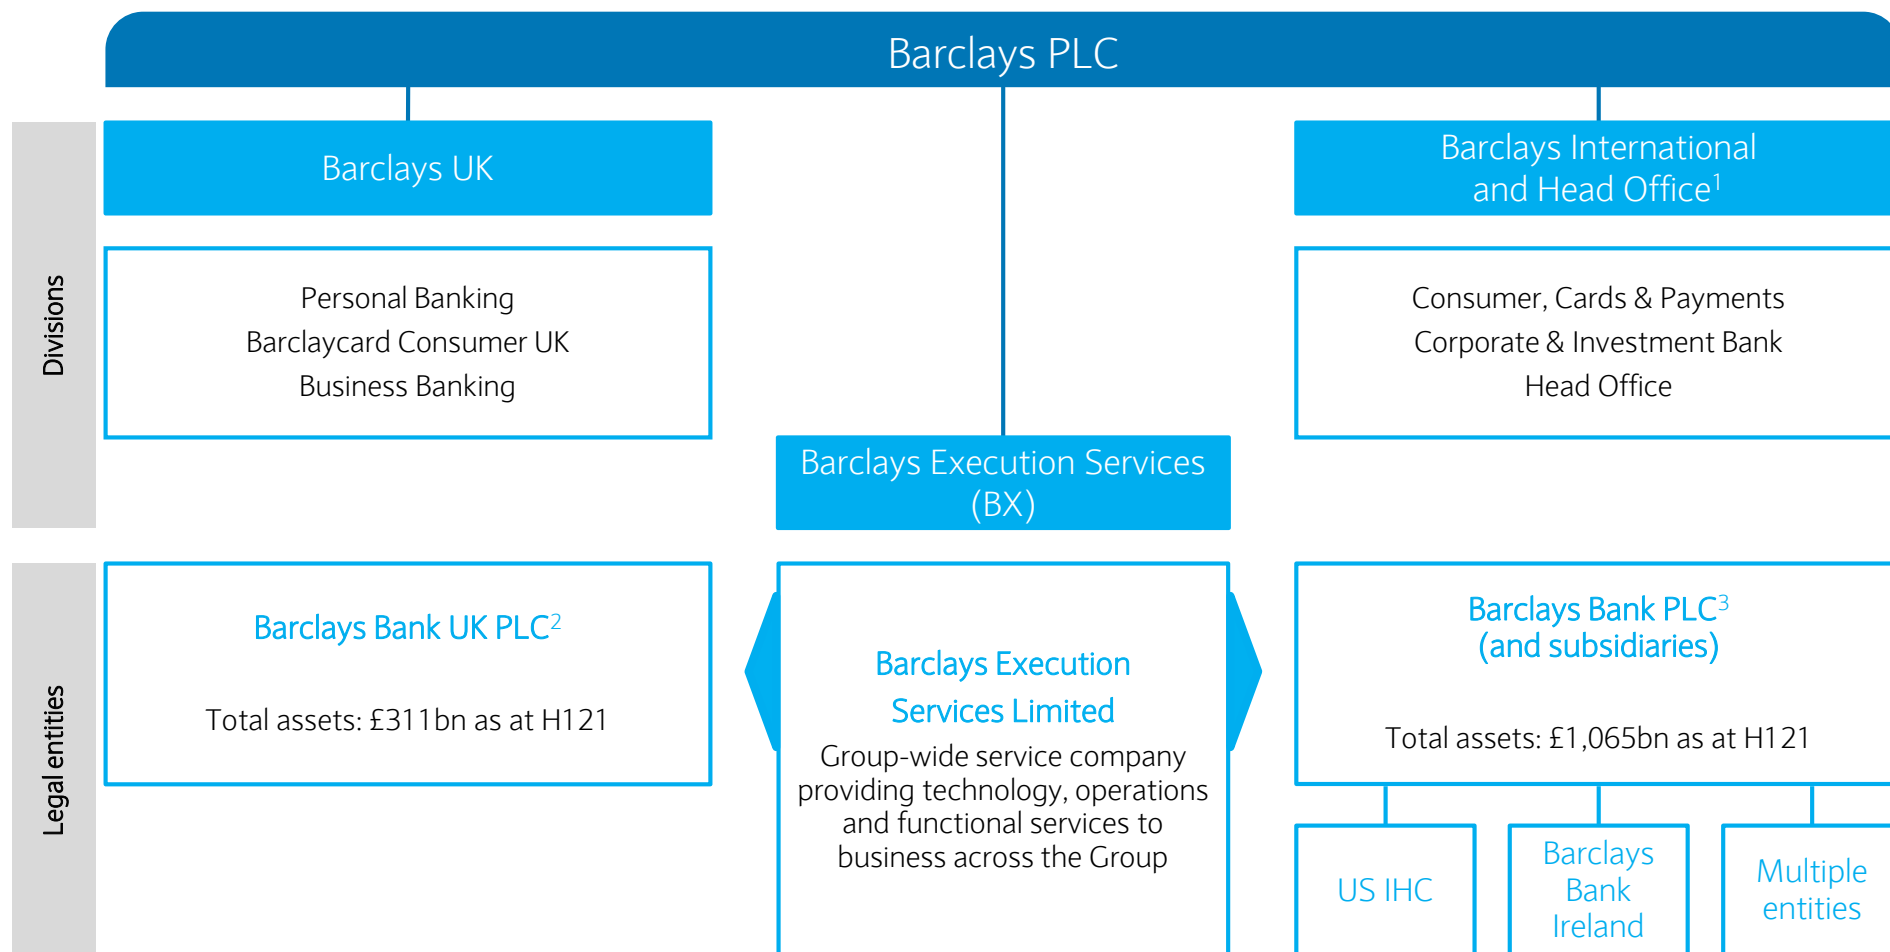 Barclays PLC
Divisions
Barclays UK
Personal Banking
Barclaycard Consumer UK
Business Banking
Barclays Execution Services
(BX)
Barclays International
and Head Office1
Consumer, Cards & Payments
Corporate & Investment Bank
Head Office
Legal entities
Barclays Bank UK PLC2
Total assets: £311bn as at H121
Barclays Execution
Services Limited
Group-wide service company
providing technology, operations
and functional services to
business across the Group
Barclays Bank PLC3
(and subsidiaries)
Total assets: £1,065bn as at H121
US IHC
Barclays
Bank
Ireland
Multiple
entities